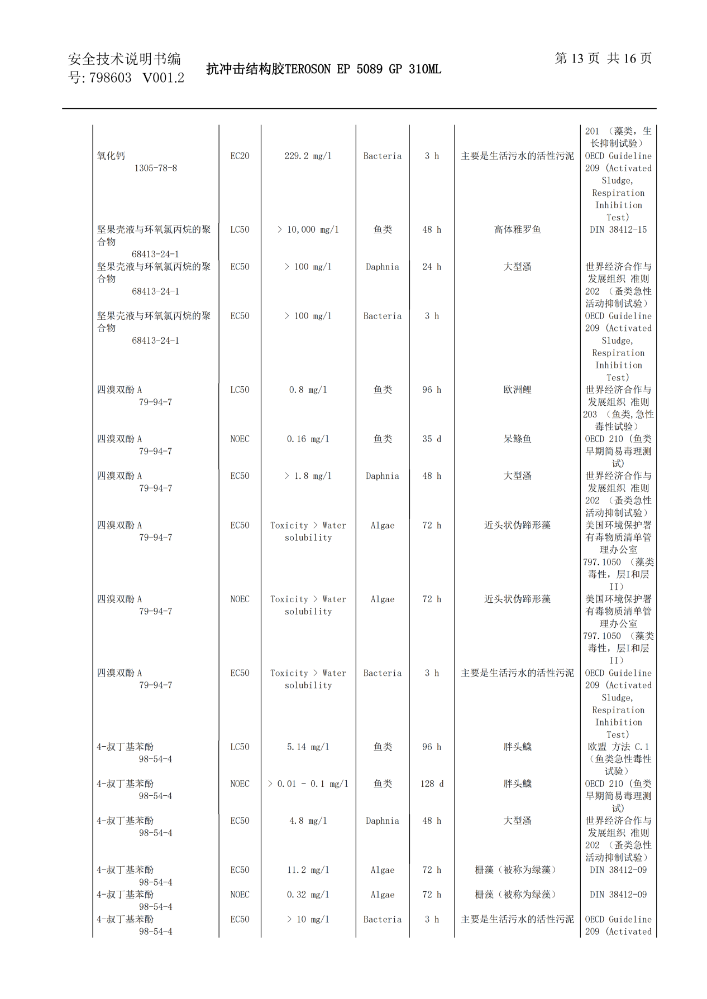 安全技术说明书编
号: 798603 V001.2
抗冲击结构胶TEROSON EP 5089 GP 310ML
第 13 页 共 16 页
201 （藻类，生
长抑制试验）
氧化钙 EC20 229.2 mg/l Bacteria 3 h 主要是生活污水的活性污泥 OECD Guideline
1305-78-8 209 (Activated
Sludge,
Respiration
Inhibition
Test)
坚果壳液与环氧氯丙烷的聚 LC50 > 10,000 mg/l 鱼类 48 h 高体雅罗鱼 DIN 38412-15
合物
68413-24-1
坚果壳液与环氧氯丙烷的聚 EC50 > 100 mg/l Daphnia 24 h 大型溞 世界经济合作与
合物 发展组织 准则
68413-24-1 202 （蚤类急性
活动抑制试验）
坚果壳液与环氧氯丙烷的聚 EC50 > 100 mg/l Bacteria 3 h OECD Guideline
合物 209 (Activated
68413-24-1 Sludge,
Respiration
Inhibition
Test)
四溴双酚 A LC50 0.8 mg/l 鱼类 96 h 欧洲鲤 世界经济合作与
79-94-7 发展组织 准则
203 （鱼类,急性
毒性试验）
四溴双酚 A NOEC 0.16 mg/l 鱼类 35 d 呆鲦鱼 OECD 210 (鱼类
79-94-7 早期简易毒理测
试)
四溴双酚 A EC50 > 1.8 mg/l Daphnia 48 h 大型溞 世界经济合作与
79-94-7 发展组织 准则
202 （蚤类急性
活动抑制试验）
四溴双酚 A EC50 Toxicity > Water Algae 72 h 近头状伪蹄形藻 美国环境保护署
79-94-7 solubility 有毒物质清单管
理办公室
797.1050 （藻类
毒性，层I和层
II）
四溴双酚 A NOEC Toxicity > Water Algae 72 h 近头状伪蹄形藻 美国环境保护署
79-94-7 solubility 有毒物质清单管
理办公室
797.1050 （藻类
毒性，层I和层
II）
四溴双酚 A EC50 Toxicity > Water Bacteria 3 h 主要是生活污水的活性污泥 OECD Guideline
79-94-7 solubility 209 (Activated
Sludge,
Respiration
Inhibition
Test)
4-叔丁基苯酚 LC50 5.14 mg/l 鱼类 96 h 胖头鱥 欧盟 方法 C.1
98-54-4 （鱼类急性毒性
试验）
4-叔丁基苯酚 NOEC > 0.01 - 0.1 mg/l 鱼类 128 d 胖头鱥 OECD 210 (鱼类
98-54-4 早期简易毒理测
试)
4-叔丁基苯酚 EC50 4.8 mg/l Daphnia 48 h 大型溞 世界经济合作与
98-54-4 发展组织 准则
202 （蚤类急性
活动抑制试验）
4-叔丁基苯酚 EC50 11.2 mg/l Algae 72 h 栅藻（被称为绿藻） DIN 38412-09
98-54-4
4-叔丁基苯酚 NOEC 0.32 mg/l Algae 72 h 栅藻（被称为绿藻） DIN 38412-09
98-54-4
4-叔丁基苯酚 EC50 > 10 mg/l Bacteria 3 h 主要是生活污水的活性污泥 OECD Guideline
98-54-4 209 (Activated